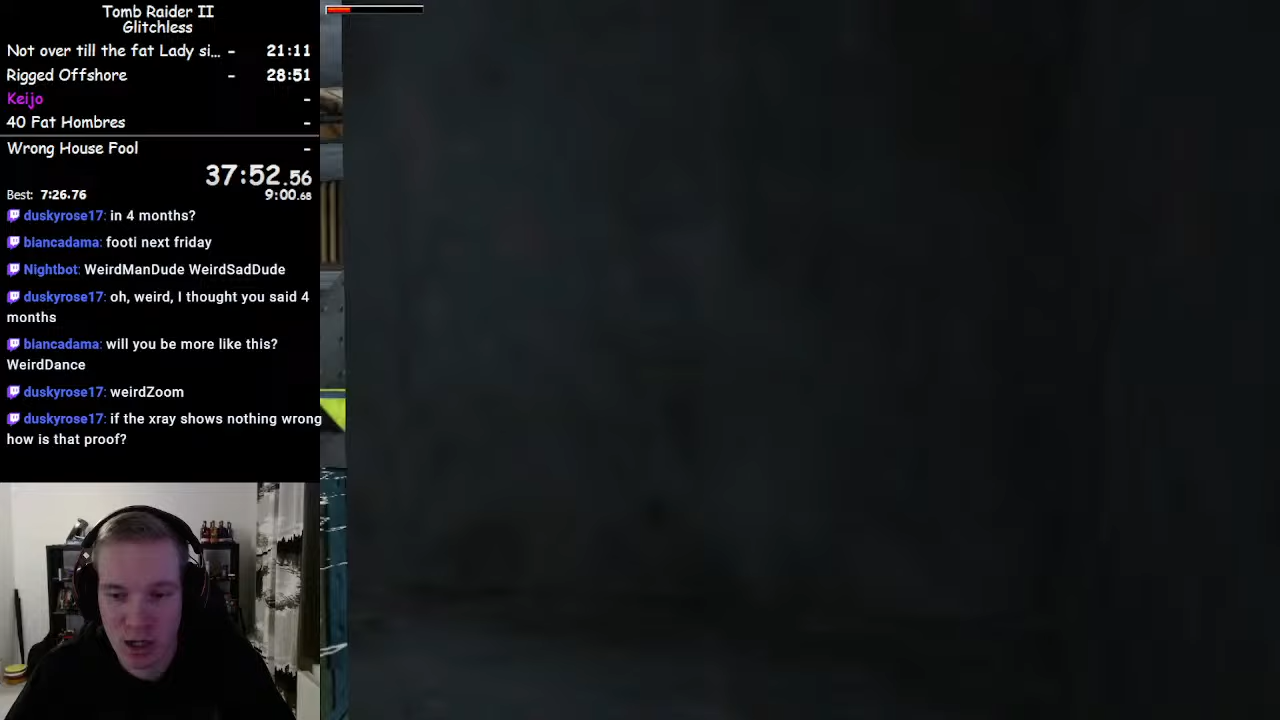 Tomb Raider II
Glitchless
Not over till the fat Lady si... - 21:11
Rigged Offshore - 28:51
Keijo -
40 Fat Hombres -
Wrong House Fool -
37:52.56
Best: 7:26.76 9:00.68
duskyrose17: in 4 months?
biancadama: footi next friday
Nightbot: WeirdManDude WeirdSadDude
duskyrose17: oh, weird, I thought you said 4
months
biancadama: will you be more like this?
WeirdDance
duskyrose17: weirdZoom
duskyrose17: if the xray shows nothing wrong
how is that proof?